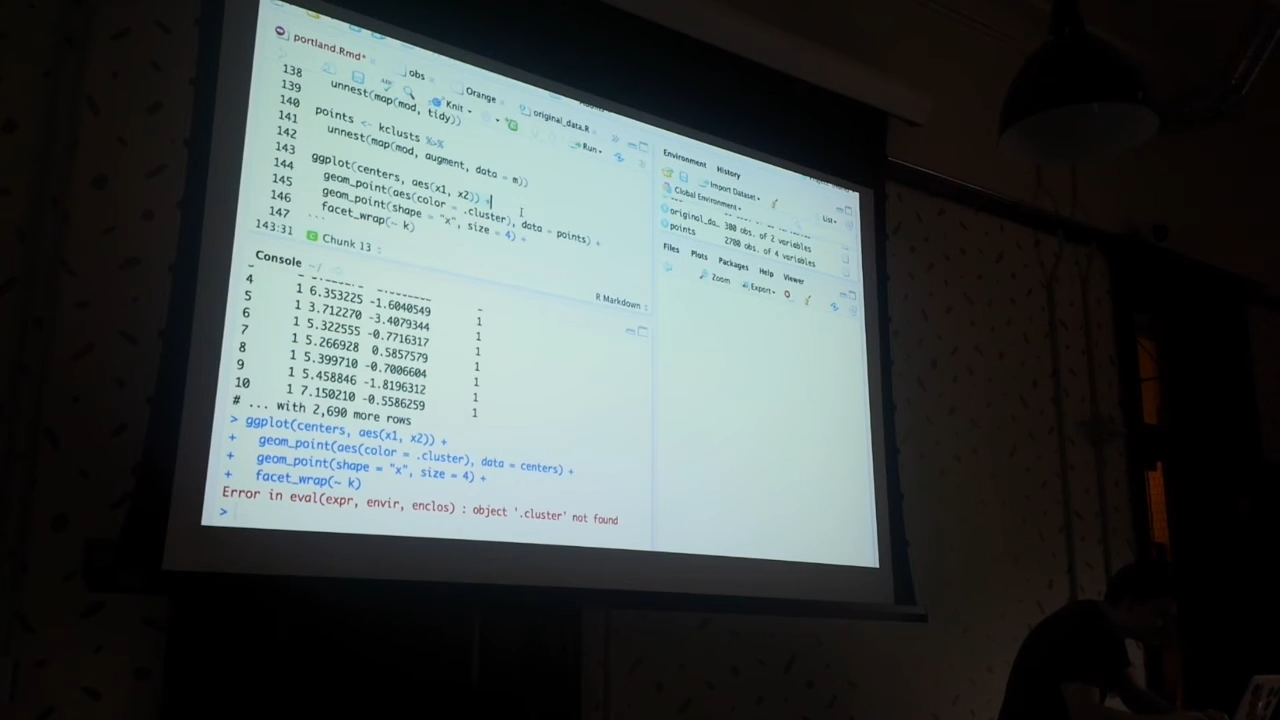 portland.Rmd*
obs
Orange
original_data.R
Knit
Run
138
139 unnest(map(mod, tidy))
140
141 points <- kclusts %>%
142 unnest(map(mod, augment, data = m))
143
144 ggplot(centers, aes(x1, x2)) +
145 geom_point(aes(color = .cluster), data = points) +
146 geom_point(shape = "x", size = 4) +
147 facet_wrap(~ k)
...
143:31 Chunk 13
R Markdown
Console ~/
4 1 6.353225 -1.6040549
5 1 3.712270 -3.4079344 1
6 1 5.322555 -0.7716317 1
7 1 5.266928 0.5857579 1
8 1 5.399710 -0.7006604 1
9 1 5.458846 -1.8196312 1
10 1 7.150210 -0.5586259 1
# ... with 2,690 more rows
> ggplot(centers, aes(x1, x2)) +
+ geom_point(aes(color = .cluster), data = centers) +
+ geom_point(shape = "x", size = 4) +
+ facet_wrap(~ k)
Error in eval(expr, envir, enclos) : object '.cluster' not found
>
Environment History
Import Dataset
List
Global Environment
original_da… 300 obs. of 2 variables
points 2700 obs. of 4 variables
Files Plots Packages Help Viewer
Zoom Export